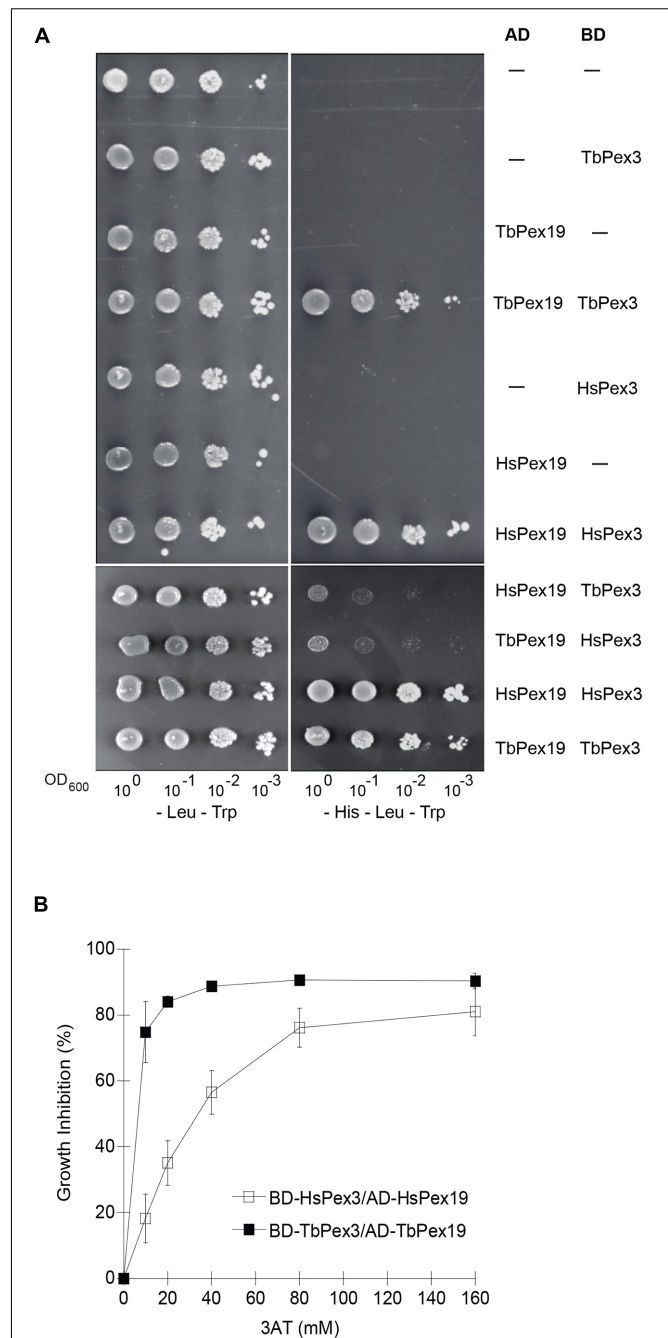 A
AD BD
— —
— TbPex3
TbPex19 —
TbPex19 TbPex3
— HsPex3
HsPex19 —
HsPex19 HsPex3
HsPex19 TbPex3
TbPex19 HsPex3
HsPex19 HsPex3
TbPex19 TbPex3
OD600 10^0 10^-1 10^-2 10^-3 10^0 10^-1 10^-2 10^-3
- Leu - Trp - His - Leu - Trp
B
100
80
60
40
20
0
Growth Inhibition (%)
BD-HsPex3/AD-HsPex19
BD-TbPex3/AD-TbPex19
0 20 40 60 80 100 120 140 160
3AT (mM)